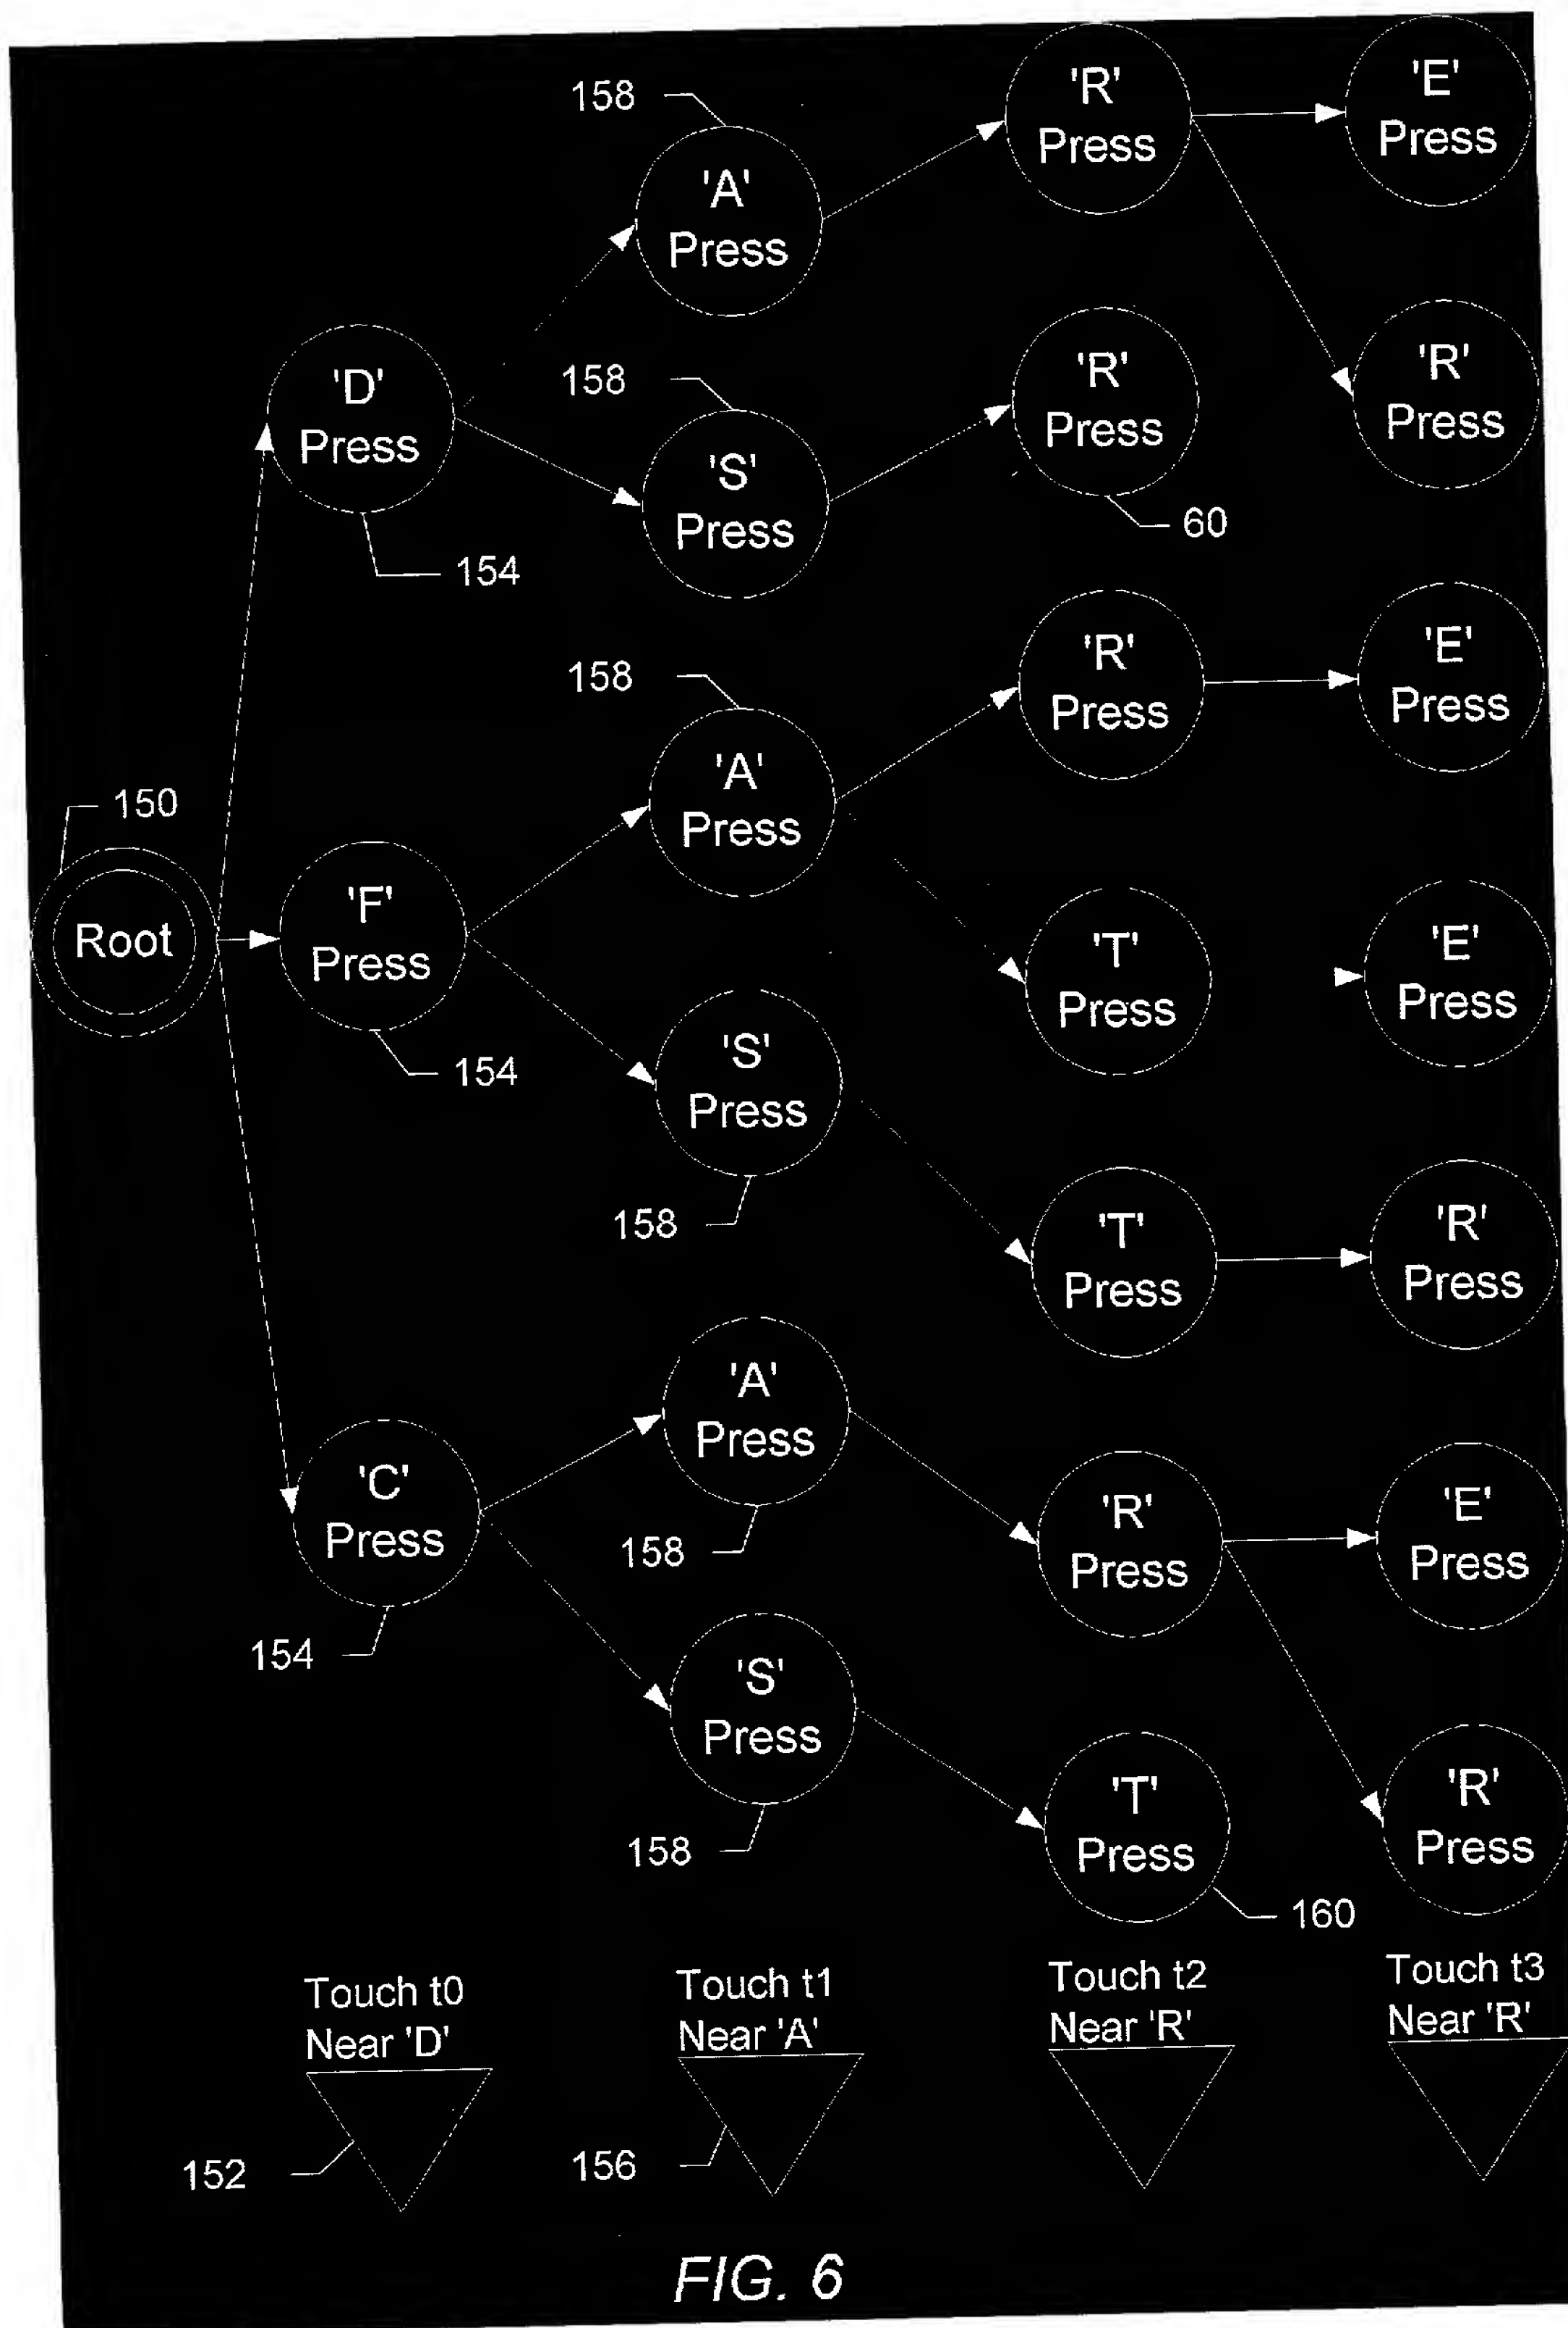 158
'A'
Press
'R'
Press
'E'
Press
'D'
Press
154
158
'S'
Press
'R'
Press
60
'R'
Press
150
Root
'F'
Press
154
158
'A'
Press
'R'
Press
'E'
Press
'T'
Press
'E'
Press
'S'
Press
158
'T'
Press
'R'
Press
'C'
Press
154
'A'
Press
158
'R'
Press
'E'
Press
'S'
Press
158
'T'
Press
160
'R'
Press
Touch t0
Near 'D'
152
Touch t1
Near 'A'
156
Touch t2
Near 'R'
Touch t3
Near 'R'
FIG. 6